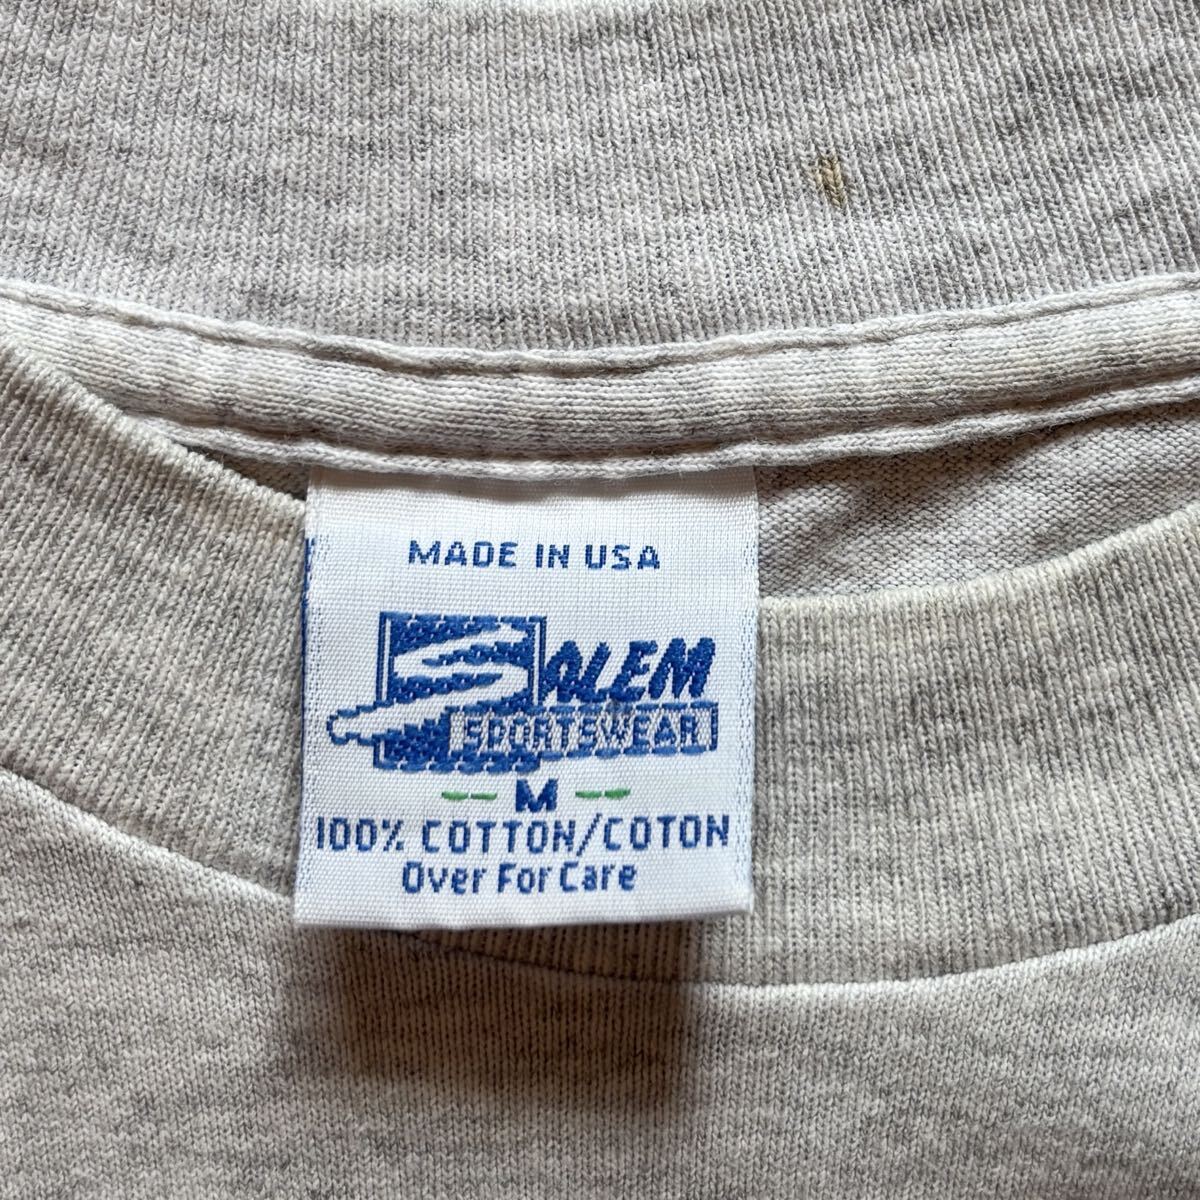 MADE IN USA
SALEM
SPORTSWEAR
-- M --
100% COTTON/COTON
Over For Care